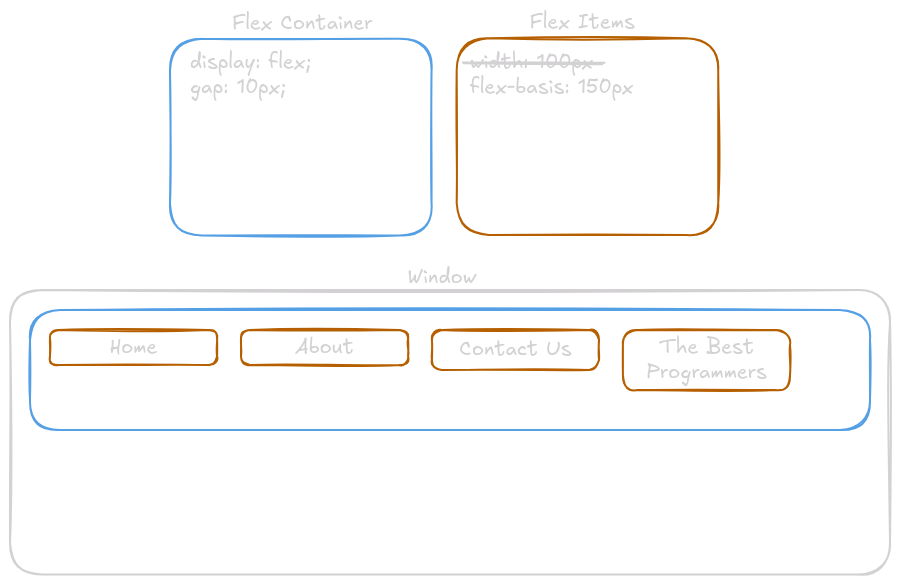 Flex Container
Flex Items
display: flex;
gap: 10px;
width: 100px
flex-basis: 150px
Window
Home
About
Contact Us
The Best
Programmers